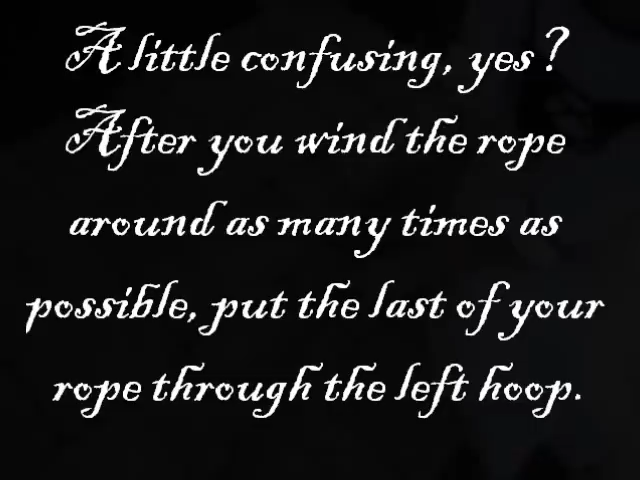 A little confusing, yes?
After you wind the rope
around as many times as
possible, put the last of your
rope through the left hoop.